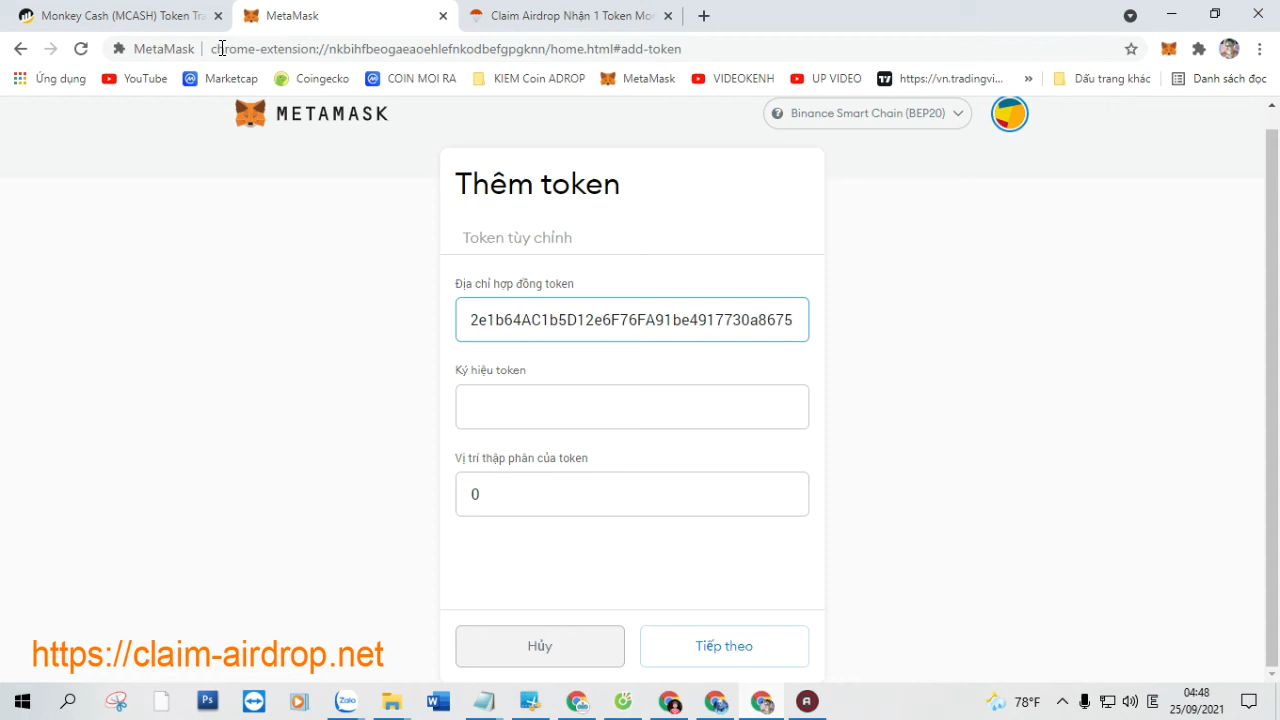 Monkey Cash (MCASH) Token Tra
MetaMask
Claim Airdrop Nhận 1 Token Mon
MetaMask
chrome-extension://nkbihfbeogaeaoehlefnkodbefgpgknn/home.html#add-token
Ứng dụng
YouTube
Marketcap
Coingecko
COIN MOI RA
KIEM Coin ADROP
MetaMask
VIDEOKENH
UP VIDEO
https://vn.tradingvi...
»
Dấu trang khác
Danh sách đọc
METAMASK
Binance Smart Chain (BEP20)
Thêm token
Token tùy chỉnh
Địa chỉ hợp đồng token
2e1b64AC1b5D12e6F76FA91be4917730a8675
Ký hiệu token
Vị trí thập phân của token
0
Hủy
Tiếp theo
https://claim-airdrop.net
78°F
04:48
25/09/2021